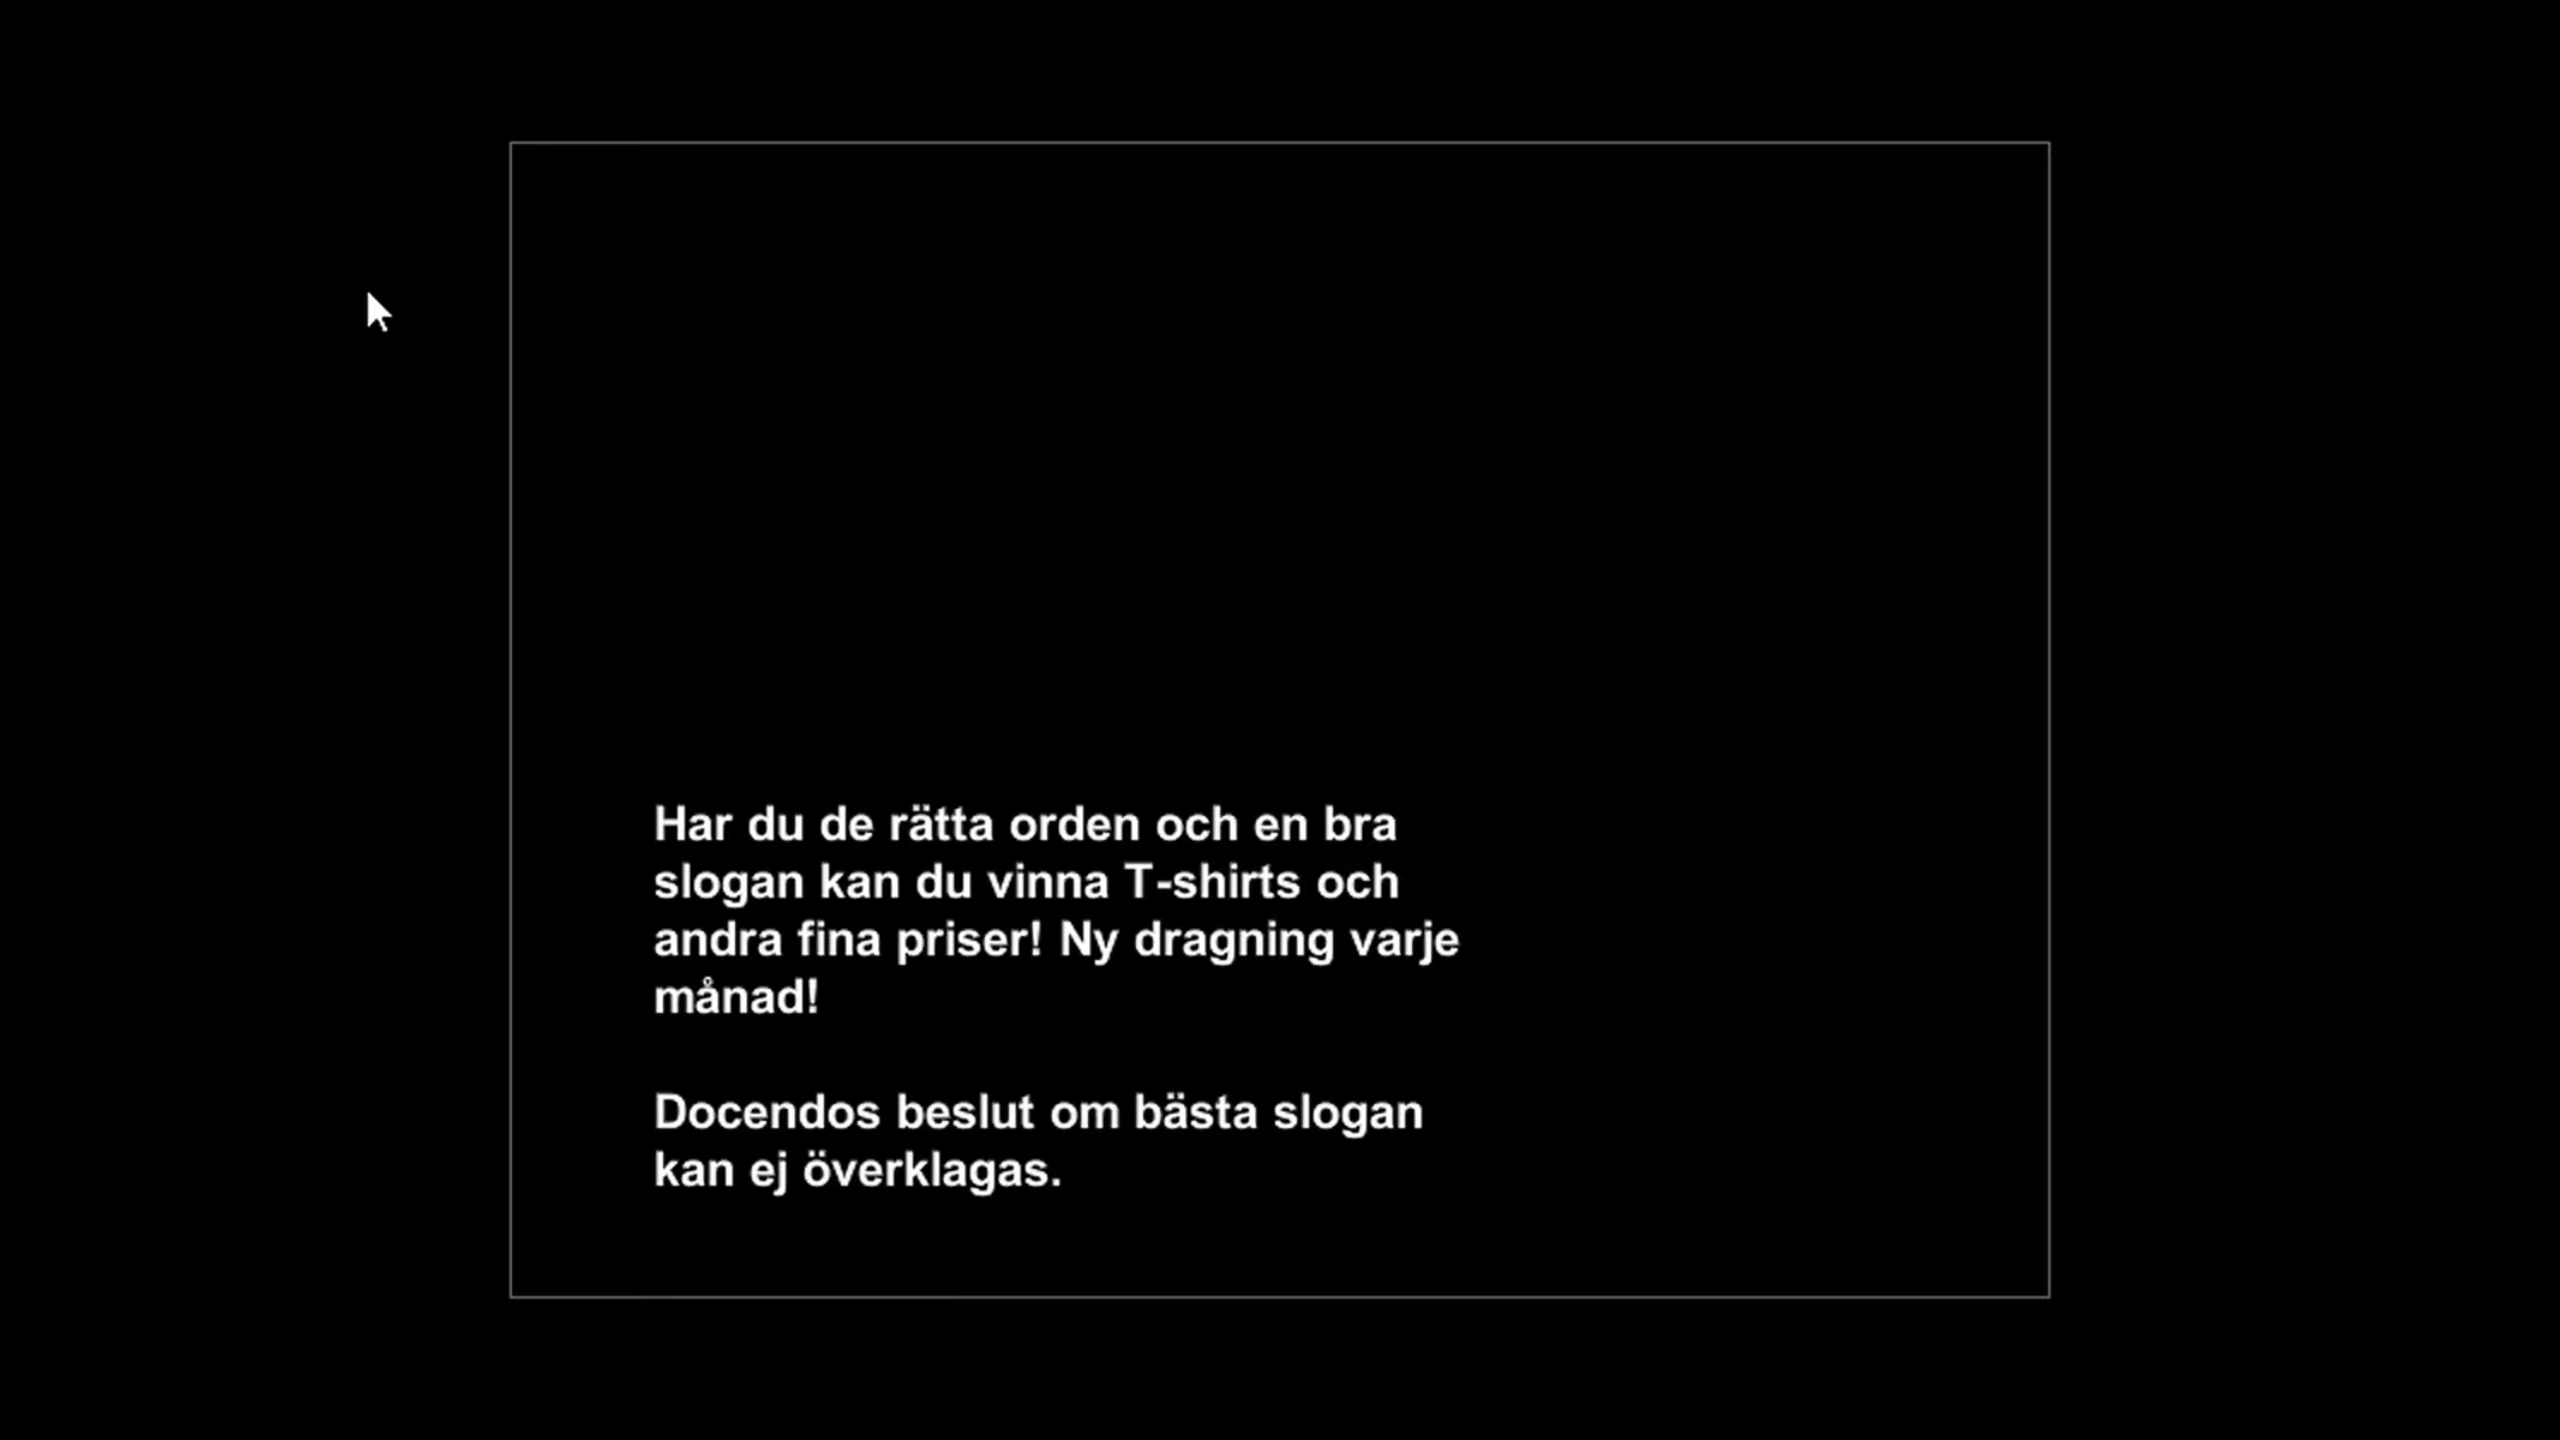 Har du de rätta orden och en bra
slogan kan du vinna T-shirts och
andra fina priser! Ny dragning varje
månad!
Docendos beslut om bästa slogan
kan ej överklagas.